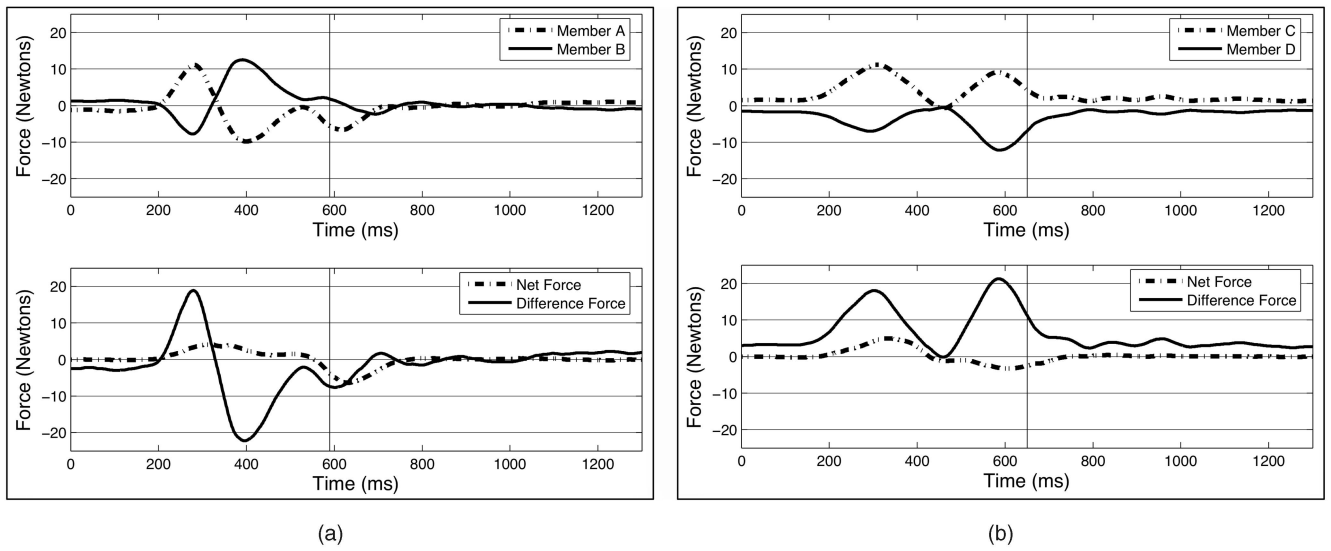 Member A
Member B
20
10
0
−10
−20
Force (Newtons)
0 200 400 600 800 1000 1200
Time (ms)
Net Force
Difference Force
20
10
0
−10
−20
Force (Newtons)
0 200 400 600 800 1000 1200
Time (ms)
(a)
Member C
Member D
20
10
0
−10
−20
Force (Newtons)
0 200 400 600 800 1000 1200
Time (ms)
Net Force
Difference Force
20
10
0
−10
−20
Force (Newtons)
0 200 400 600 800 1000 1200
Time (ms)
(b)